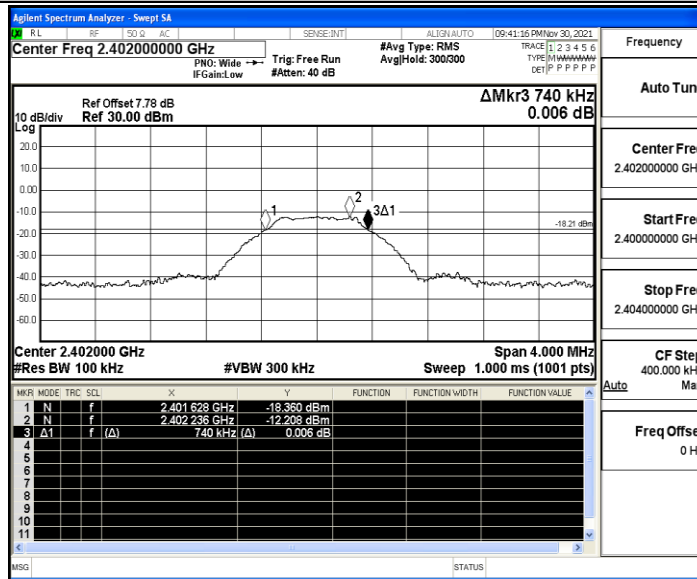 Agilent Spectrum Analyzer - Swept SA
RL RF 50 Ω AC SENSE:INT ALIGN AUTO 09:41:16 PM Nov 30, 2021
Center Freq 2.402000000 GHz
PNO: Wide
IFGain:Low
Trig: Free Run
#Atten: 40 dB
#Avg Type: RMS
Avg|Hold: 300/300
TRACE 1 2 3 4 5 6
TYPE
DET P P P P P P
Frequency
Auto Tun
Center Fre
2.402000000 GH
Start Fre
2.400000000 GH
Stop Fre
2.404000000 GH
CF Step
400.000 kH
Auto Ma
Freq Offse
0 H
Ref Offset 7.78 dB
10 dB/div Ref 30.00 dBm
Log
ΔMkr3 740 kHz
0.006 dB
20.0
10.0
0.00
-10.0
-20.0
-30.0
-40.0
-50.0
-60.0
1
2
3Δ1
-18.21 dBm
Center 2.402000 GHz Span 4.000 MHz
#Res BW 100 kHz #VBW 300 kHz Sweep 1.000 ms (1001 pts)
MKR MODE TRC SCL X Y FUNCTION FUNCTION WIDTH FUNCTION VALUE
1 N f 2.401 628 GHz -18.360 dBm
2 N f 2.402 236 GHz -12.208 dBm
3 Δ1 f (Δ) 740 kHz (Δ) 0.006 dB
4
5
6
7
8
9
10
11
MSG STATUS